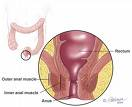 Rectum
Outer anal muscle
Inner anal muscle
Anus